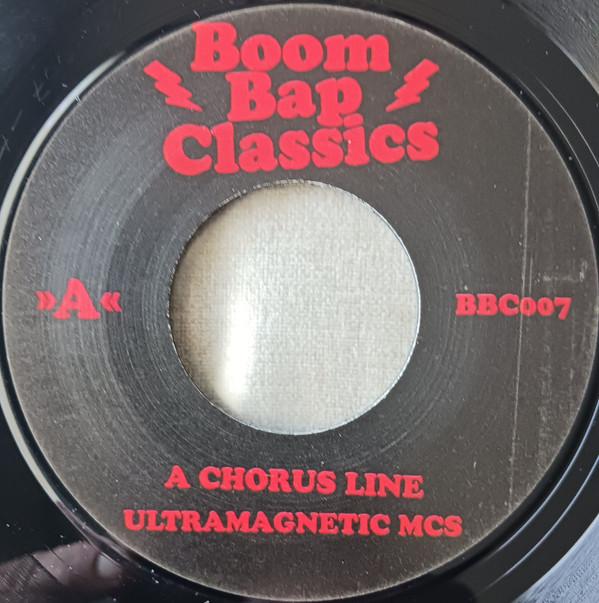 Boom
Bap
Classics
»A«
BBC007
A CHORUS LINE
ULTRAMAGNETIC MCS